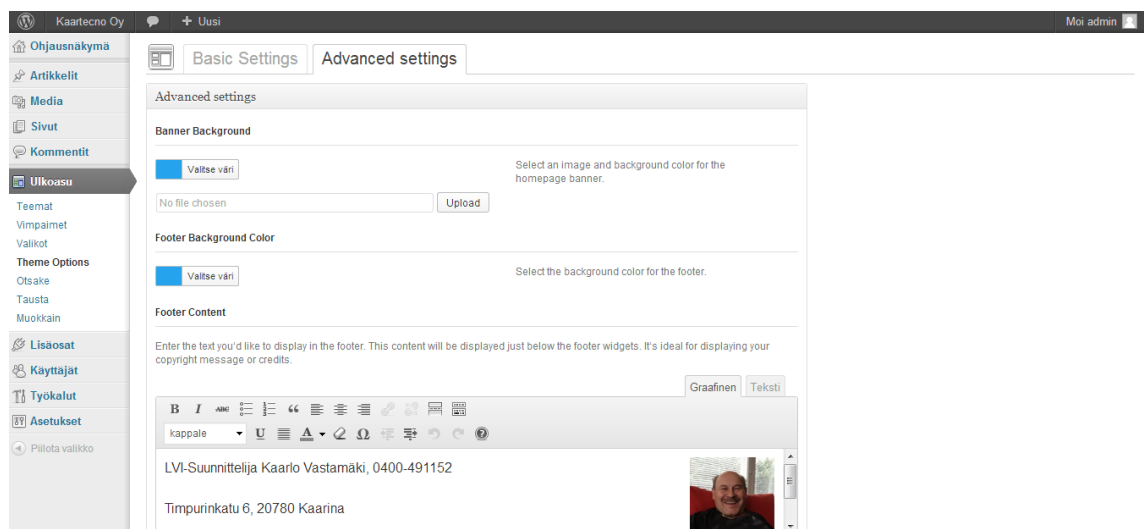 Kaartecno Oy + Uusi Moi admin
Ohjausnäkymä
Artikkelit
Media
Sivut
Kommentit
Ulkoasu
Teemat
Vimpaimet
Valikot
Theme Options
Otsake
Tausta
Muokkain
Lisäosat
Käyttäjät
Työkalut
Asetukset
Piilota valikko
Basic Settings Advanced settings
Advanced settings
Banner Background
Valitse väri
Select an image and background color for the
homepage banner.
No file chosen Upload
Footer Background Color
Valitse väri
Select the background color for the footer.
Footer Content
Enter the text you'd like to display in the footer. This content will be displayed just below the footer widgets. It's ideal for displaying your
copyright message or credits.
Graafinen Teksti
B I ABC
kappale U A Ω
LVI-Suunnittelija Kaarlo Vastamäki, 0400-491152
Timpurinkatu 6, 20780 Kaarina